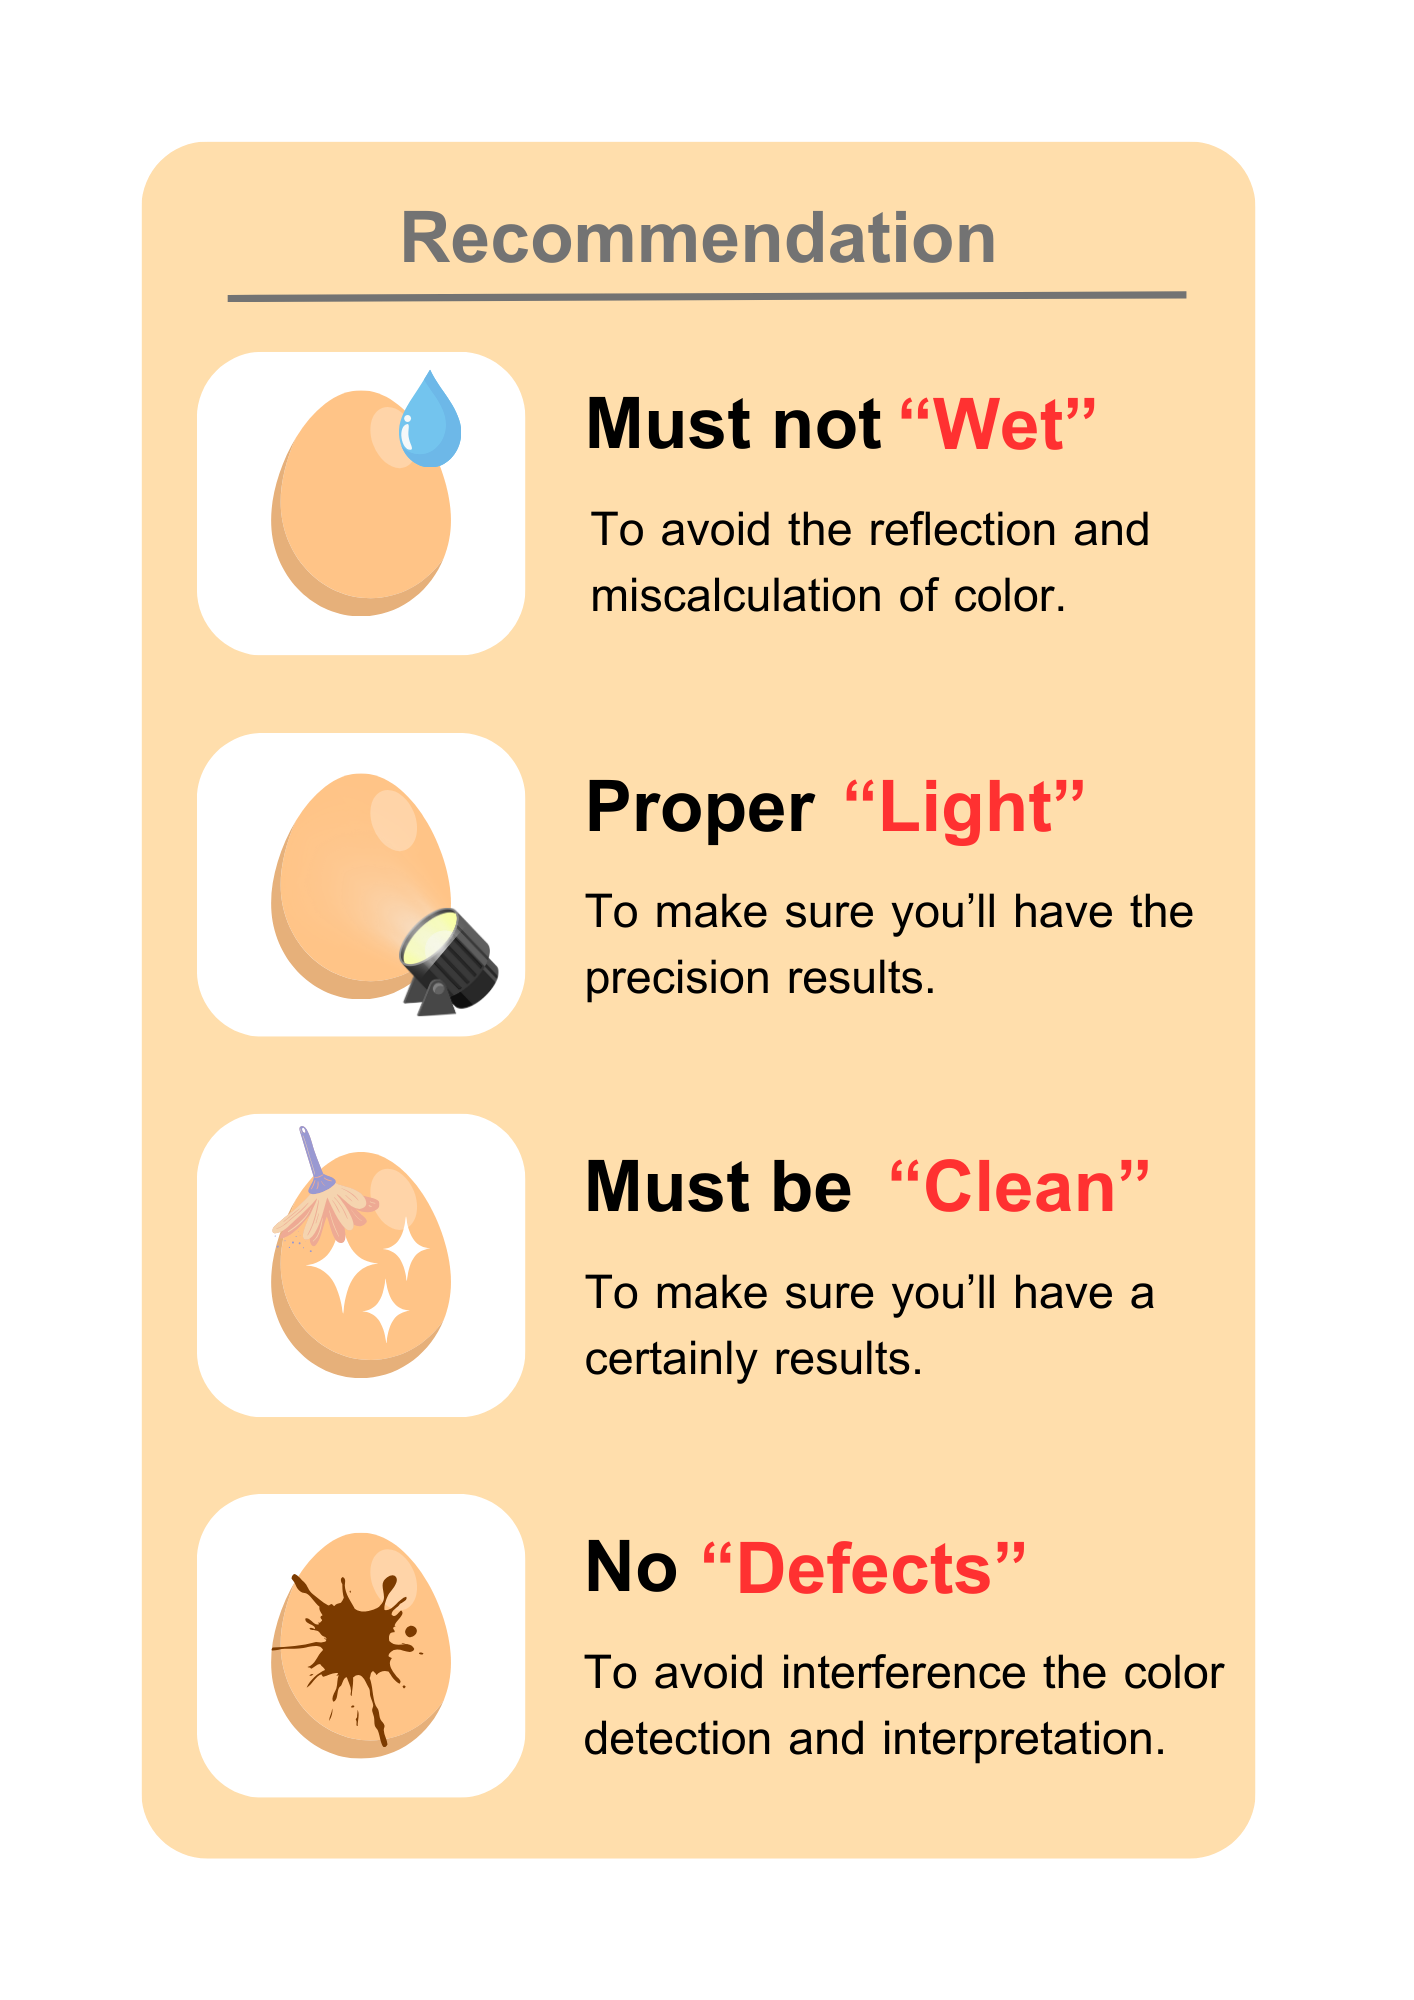 Recommendation
Must not “Wet”
To avoid the reflection and
miscalculation of color.
Proper “Light”
To make sure you’ll have the
precision results.
Must be “Clean”
To make sure you’ll have a
certainly results.
No “Defects”
To avoid interference the color
detection and interpretation.